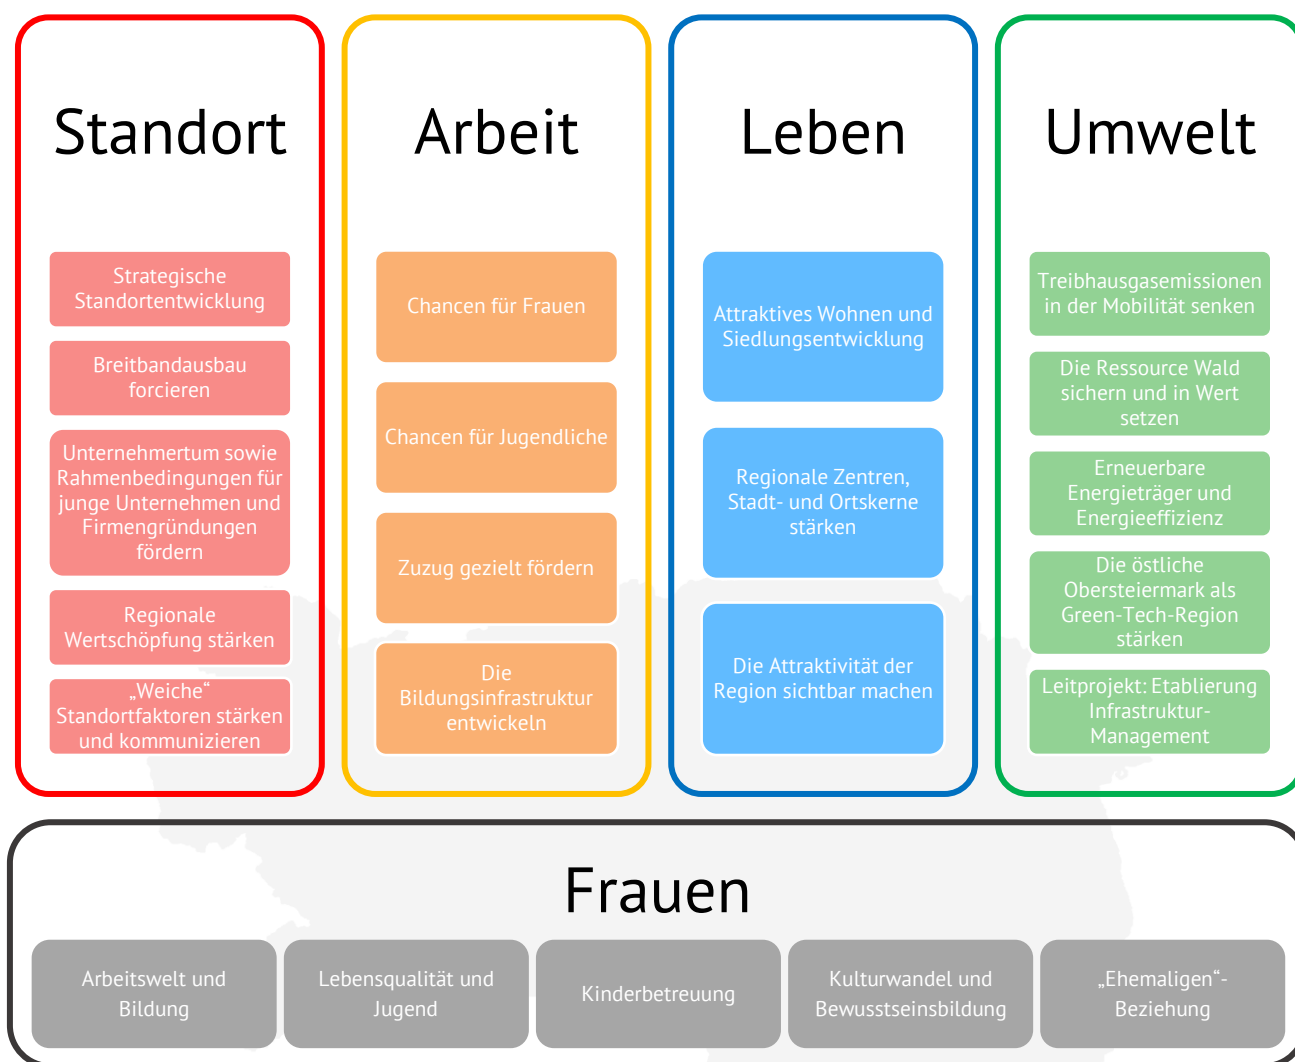 Standort
Strategische
Standortentwicklung
Breitbandausbau
forcieren
Unternehmertum sowie
Rahmenbedingungen für
junge Unternehmen und
Firmengründungen
fördern
Regionale
Wertschöpfung stärken
„Weiche“
Standortfaktoren stärken
und kommunizieren
Arbeit
Chancen für Frauen
Chancen für Jugendliche
Zuzug gezielt fördern
Die
Bildungsinfrastruktur
entwickeln
Leben
Attraktives Wohnen und
Siedlungsentwicklung
Regionale Zentren,
Stadt- und Ortskerne
stärken
Die Attraktivität der
Region sichtbar machen
Umwelt
Treibhausgasemissionen
in der Mobilität senken
Die Ressource Wald
sichern und in Wert
setzen
Erneuerbare
Energieträger und
Energieeffizienz
Die östliche
Obersteiermark als
Green-Tech-Region
stärken
Leitprojekt: Etablierung
Infrastruktur-
Management
Frauen
Arbeitswelt und
Bildung
Lebensqualität und
Jugend
Kinderbetreuung
Kulturwandel und
Bewusstseinsbildung
„Ehemaligen“-
Beziehung